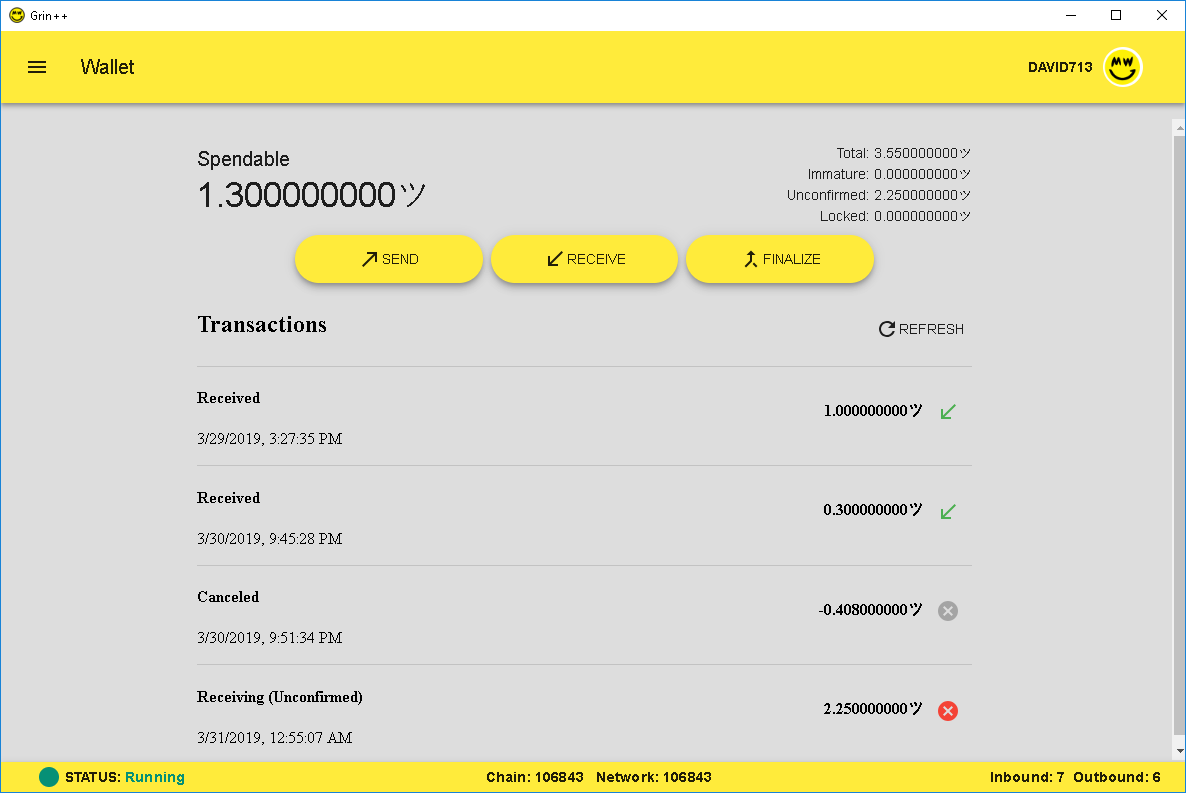 Grin++
Wallet
DAVID713
MW
Spendable
1.300000000ツ
Total: 3.550000000ツ
Immature: 0.000000000ツ
Unconfirmed: 2.250000000ツ
Locked: 0.000000000ツ
SEND
RECEIVE
FINALIZE
Transactions
REFRESH
Received
1.000000000ツ
3/29/2019, 3:27:35 PM
Received
0.300000000ツ
3/30/2019, 9:45:28 PM
Canceled
-0.408000000ツ
3/30/2019, 9:51:34 PM
Receiving (Unconfirmed)
2.250000000ツ
3/31/2019, 12:55:07 AM
STATUS: Running
Chain: 106843 Network: 106843
Inbound: 7 Outbound: 6